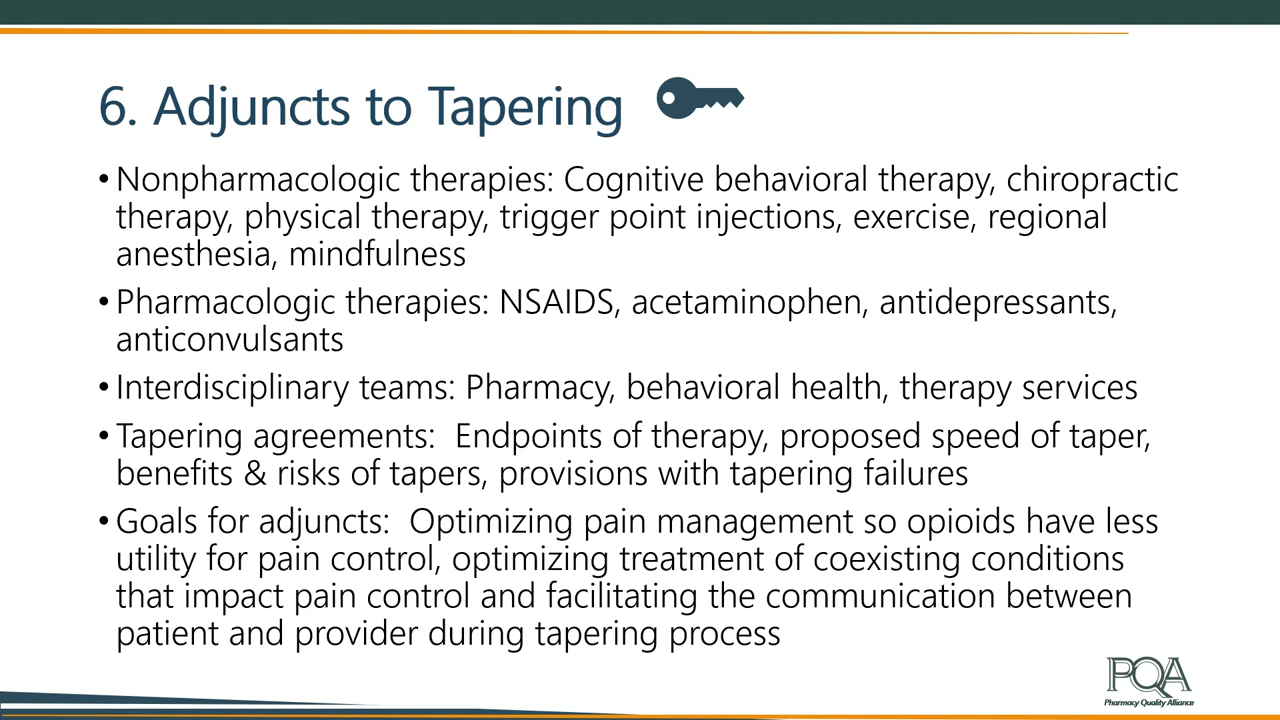 6. Adjuncts to Tapering
• Nonpharmacologic therapies: Cognitive behavioral therapy, chiropractic
therapy, physical therapy, trigger point injections, exercise, regional
anesthesia, mindfulness
• Pharmacologic therapies: NSAIDS, acetaminophen, antidepressants,
anticonvulsants
• Interdisciplinary teams: Pharmacy, behavioral health, therapy services
• Tapering agreements:  Endpoints of therapy, proposed speed of taper,
benefits & risks of tapers, provisions with tapering failures
• Goals for adjuncts:  Optimizing pain management so opioids have less
utility for pain control, optimizing treatment of coexisting conditions
that impact pain control and facilitating the communication between
patient and provider during tapering process
PQA
Pharmacy Quality Alliance